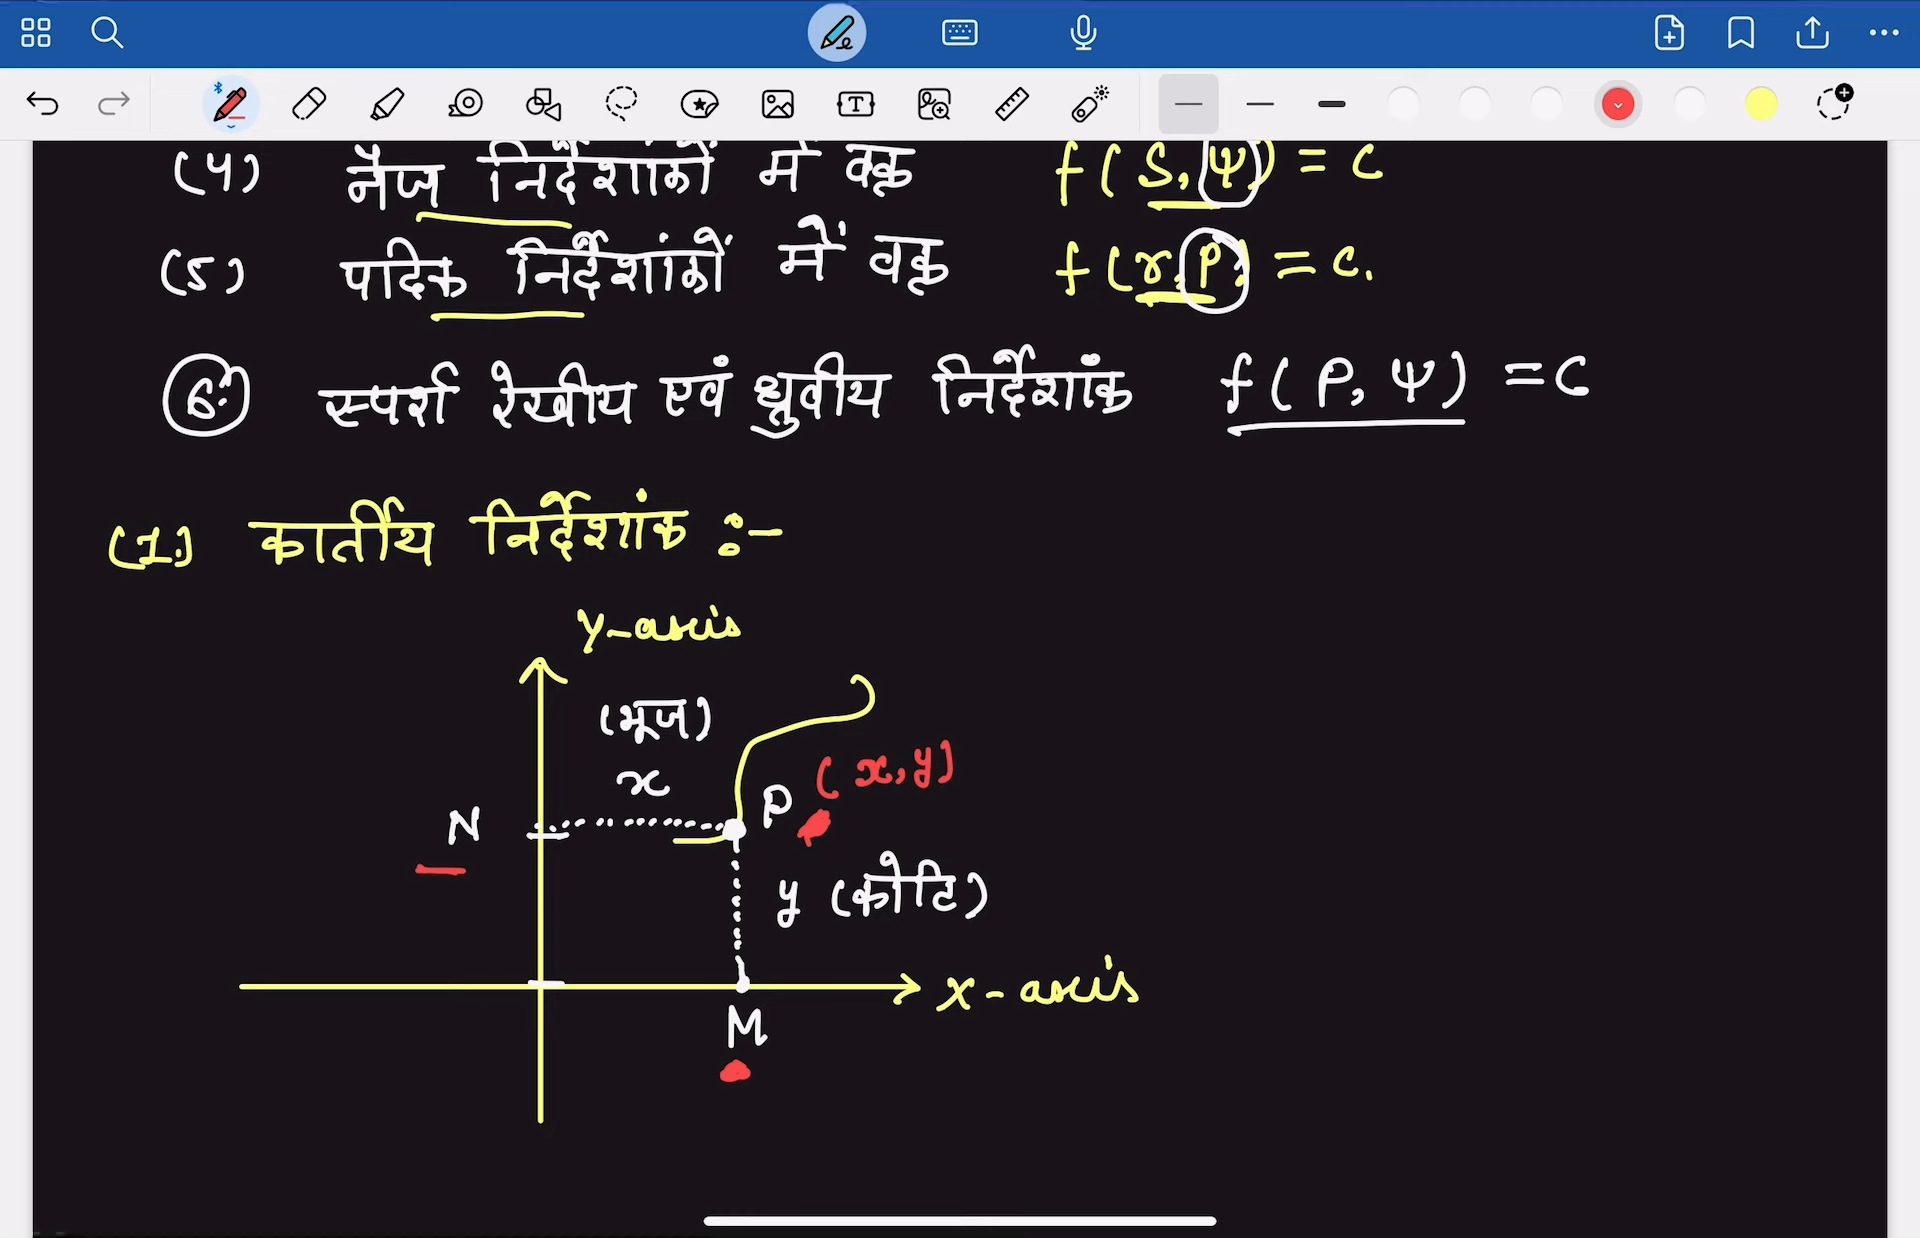 (4) नैज निर्देशांकों में वक्र f(S, ψ) = C
(5) पदिक निर्देशांकों में वक्र f(r, P) = C.
6. स्पर्श रेखीय एवं ध्रुवीय निर्देशांक f(P, ψ) = C
(1.) कार्तीय निर्देशांक :-
y-axis
(भूज)
x
P (x, y)
N
y (कोटि)
x-axis
M